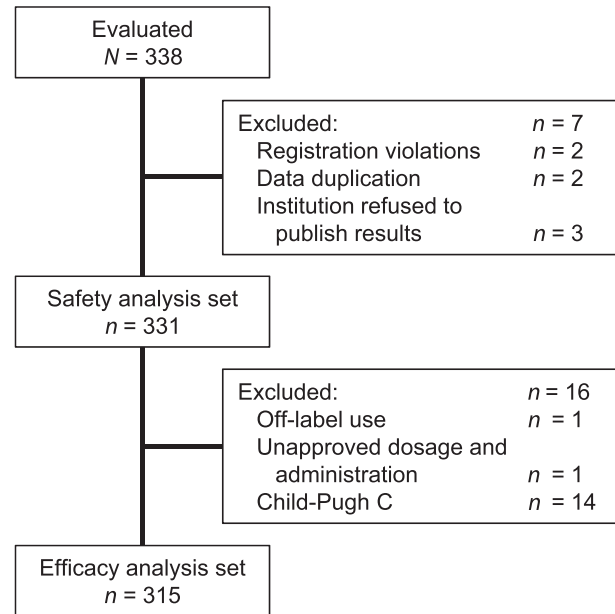 Evaluated
N = 338
Excluded: n = 7
Registration violations n = 2
Data duplication n = 2
Institution refused to
publish results n = 3
Safety analysis set
n = 331
Excluded: n = 16
Off-label use n = 1
Unapproved dosage and
administration n = 1
Child-Pugh C n = 14
Efficacy analysis set
n = 315